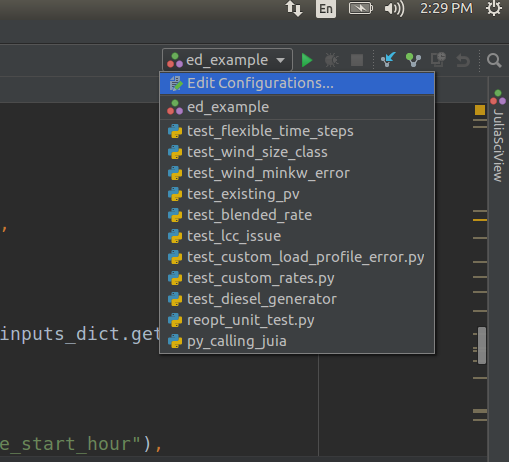 En 2:29 PM
ed_example
Edit Configurations...
ed_example
test_flexible_time_steps
test_wind_size_class
test_wind_minkw_error
test_existing_pv
test_blended_rate
test_lcc_issue
test_custom_load_profile_error.py
test_custom_rates.py
test_diesel_generator
reopt_unit_test.py
py_calling_juia
JuliaSciView
,
inputs_dict.get
e_start_hour"),